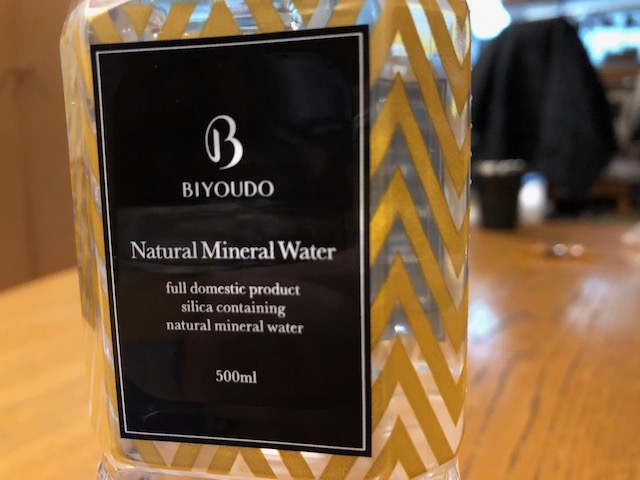 B
BIYOUDO
Natural Mineral Water
full domestic product
silica containing
natural mineral water
500ml